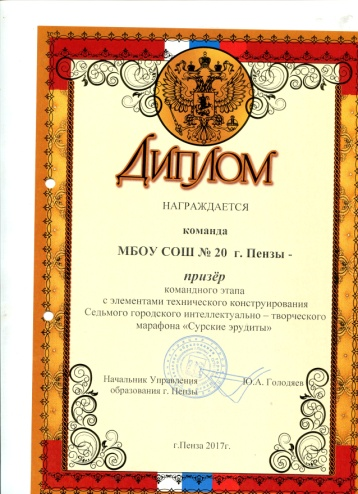 ДИПЛОМ
НАГРАЖДАЕТСЯ
команда
МБОУ СОШ № 20 г. Пензы -
призёр
командного этапа
с элементами технического конструирования
Седьмого городского интеллектуально – творческого
марафона «Сурские эрудиты»
Начальник Управления Ю.А. Голодяев
образования г. Пензы
г.Пенза 2017г.